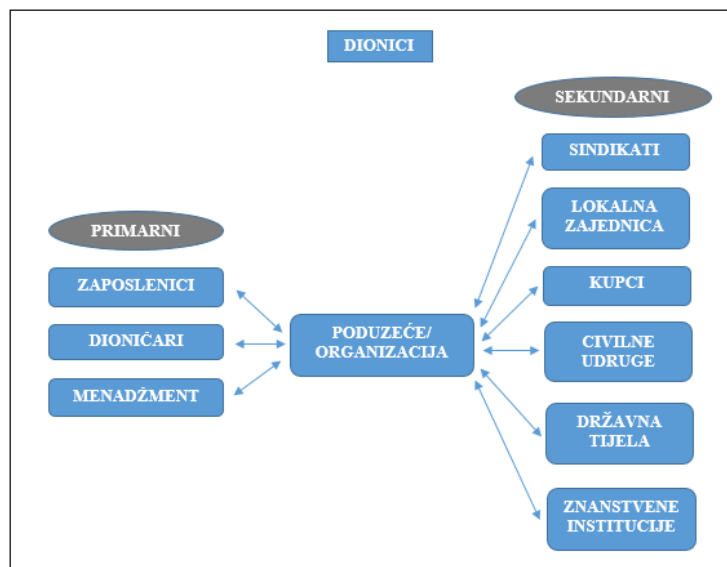 DIONICI
PRIMARNI
ZAPOSLENICI
DIONIČARI
MENADŽMENT
PODUZEĆE/
ORGANIZACIJA
SEKUNDARNI
SINDIKATI
LOKALNA
ZAJEDNICA
KUPCI
CIVILNE
UDRUGE
DRŽAVNA
TIJELA
ZNANSTVENE
INSTITUCIJE